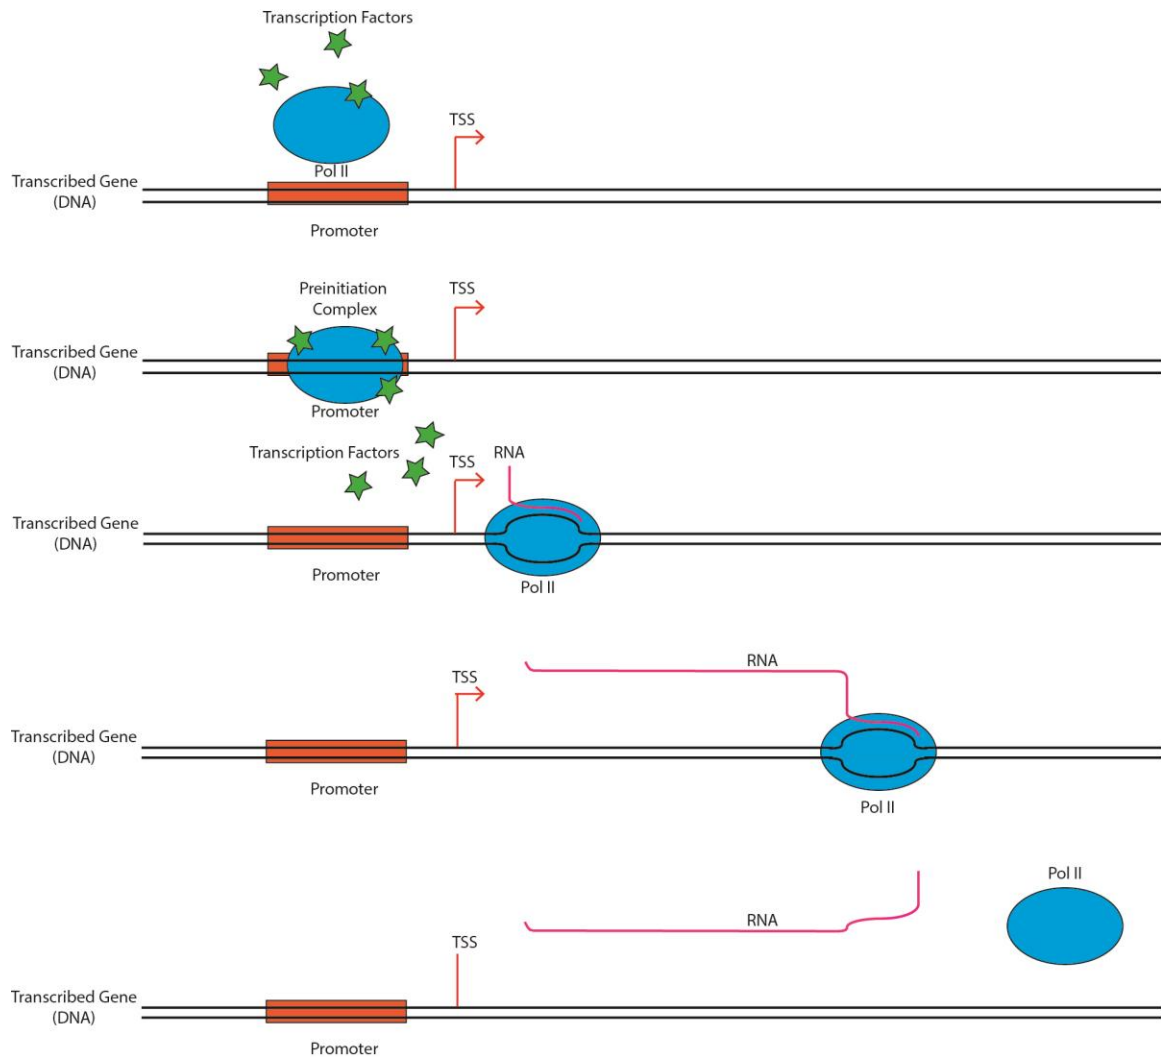 Transcription Factors
TSS
Pol II
Transcribed Gene
(DNA)
Promoter
Preinitiation
Complex
TSS
Transcribed Gene
(DNA)
Promoter
Transcription Factors
TSS
RNA
Transcribed Gene
(DNA)
Promoter
Pol II
RNA
TSS
Transcribed Gene
(DNA)
Promoter
Pol II
Pol II
RNA
TSS
Transcribed Gene
(DNA)
Promoter